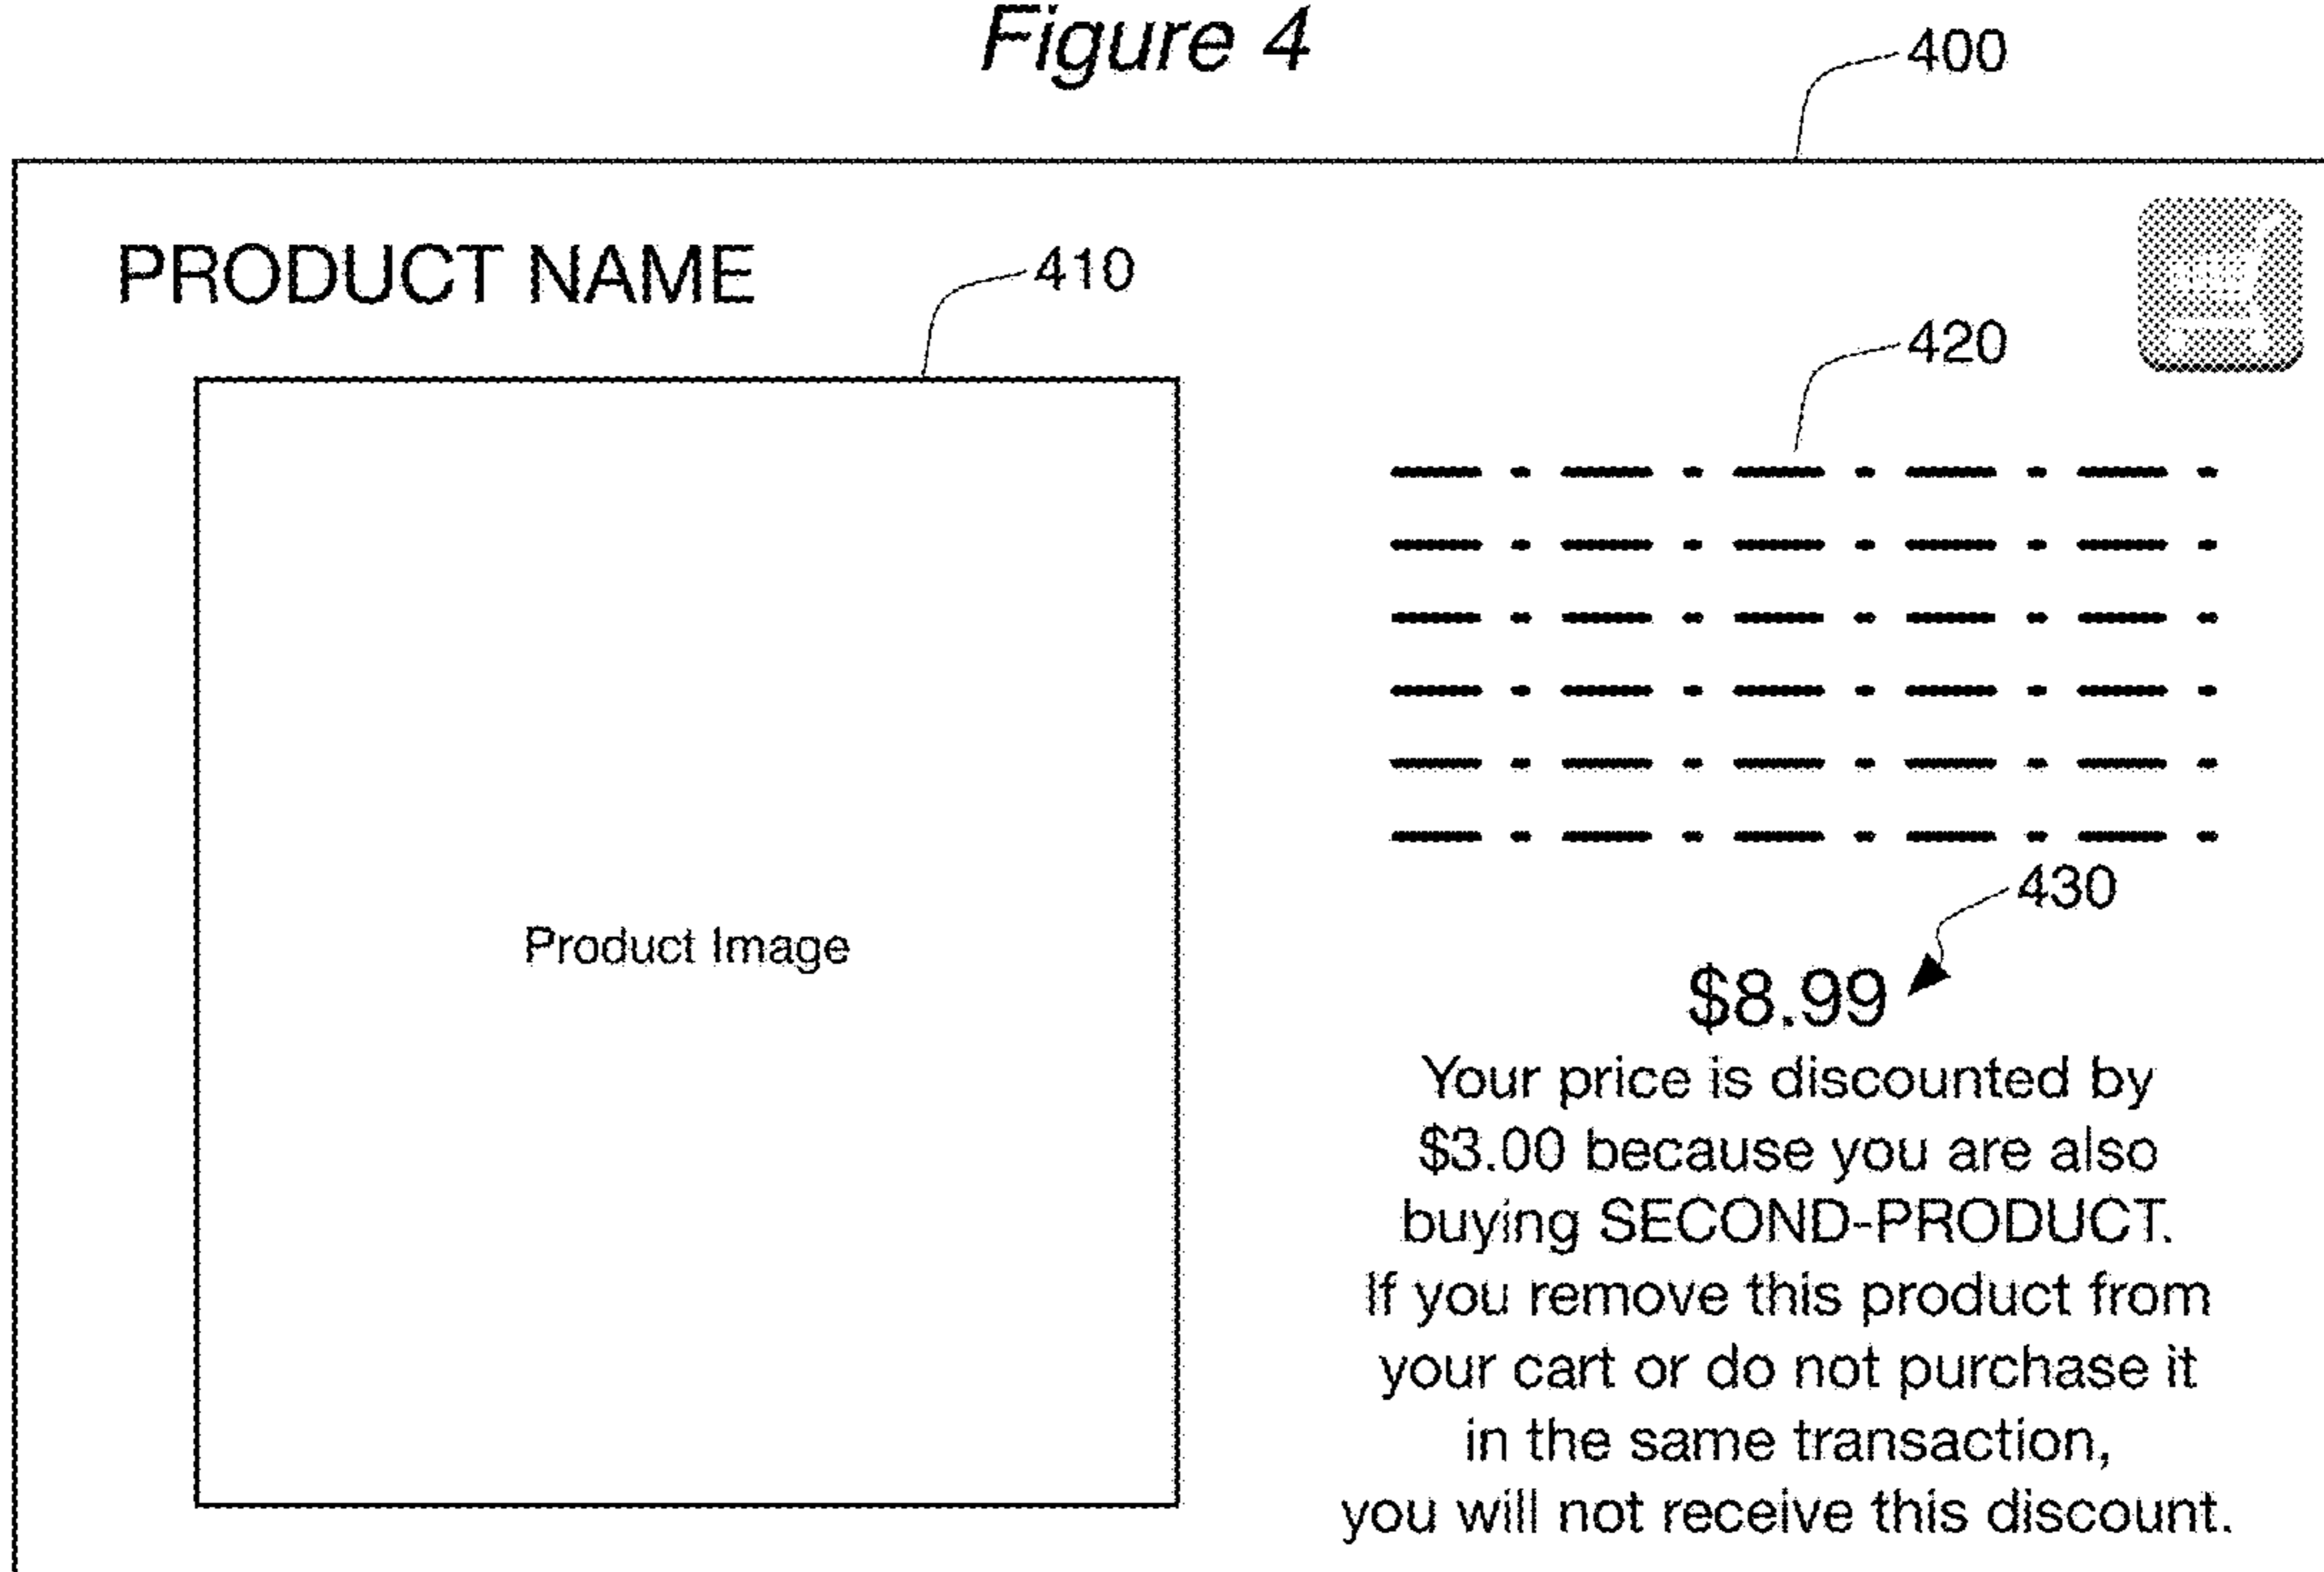 Figure 4
400
PRODUCT NAME
410
420
430
Product Image
$8.99
Your price is discounted by
$3.00 because you are also
buying SECOND-PRODUCT.
If you remove this product from
your cart or do not purchase it
in the same transaction,
you will not receive this discount.